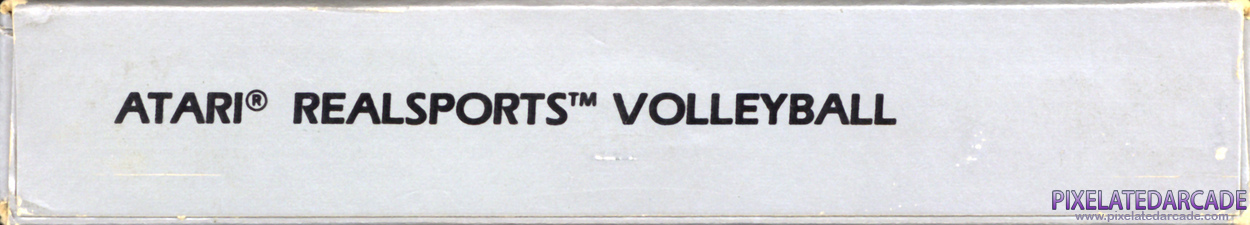 ATARI® REALSPORTS™ VOLLEYBALL
PIXELATEDARCADE
www.pixelatedarcade.com